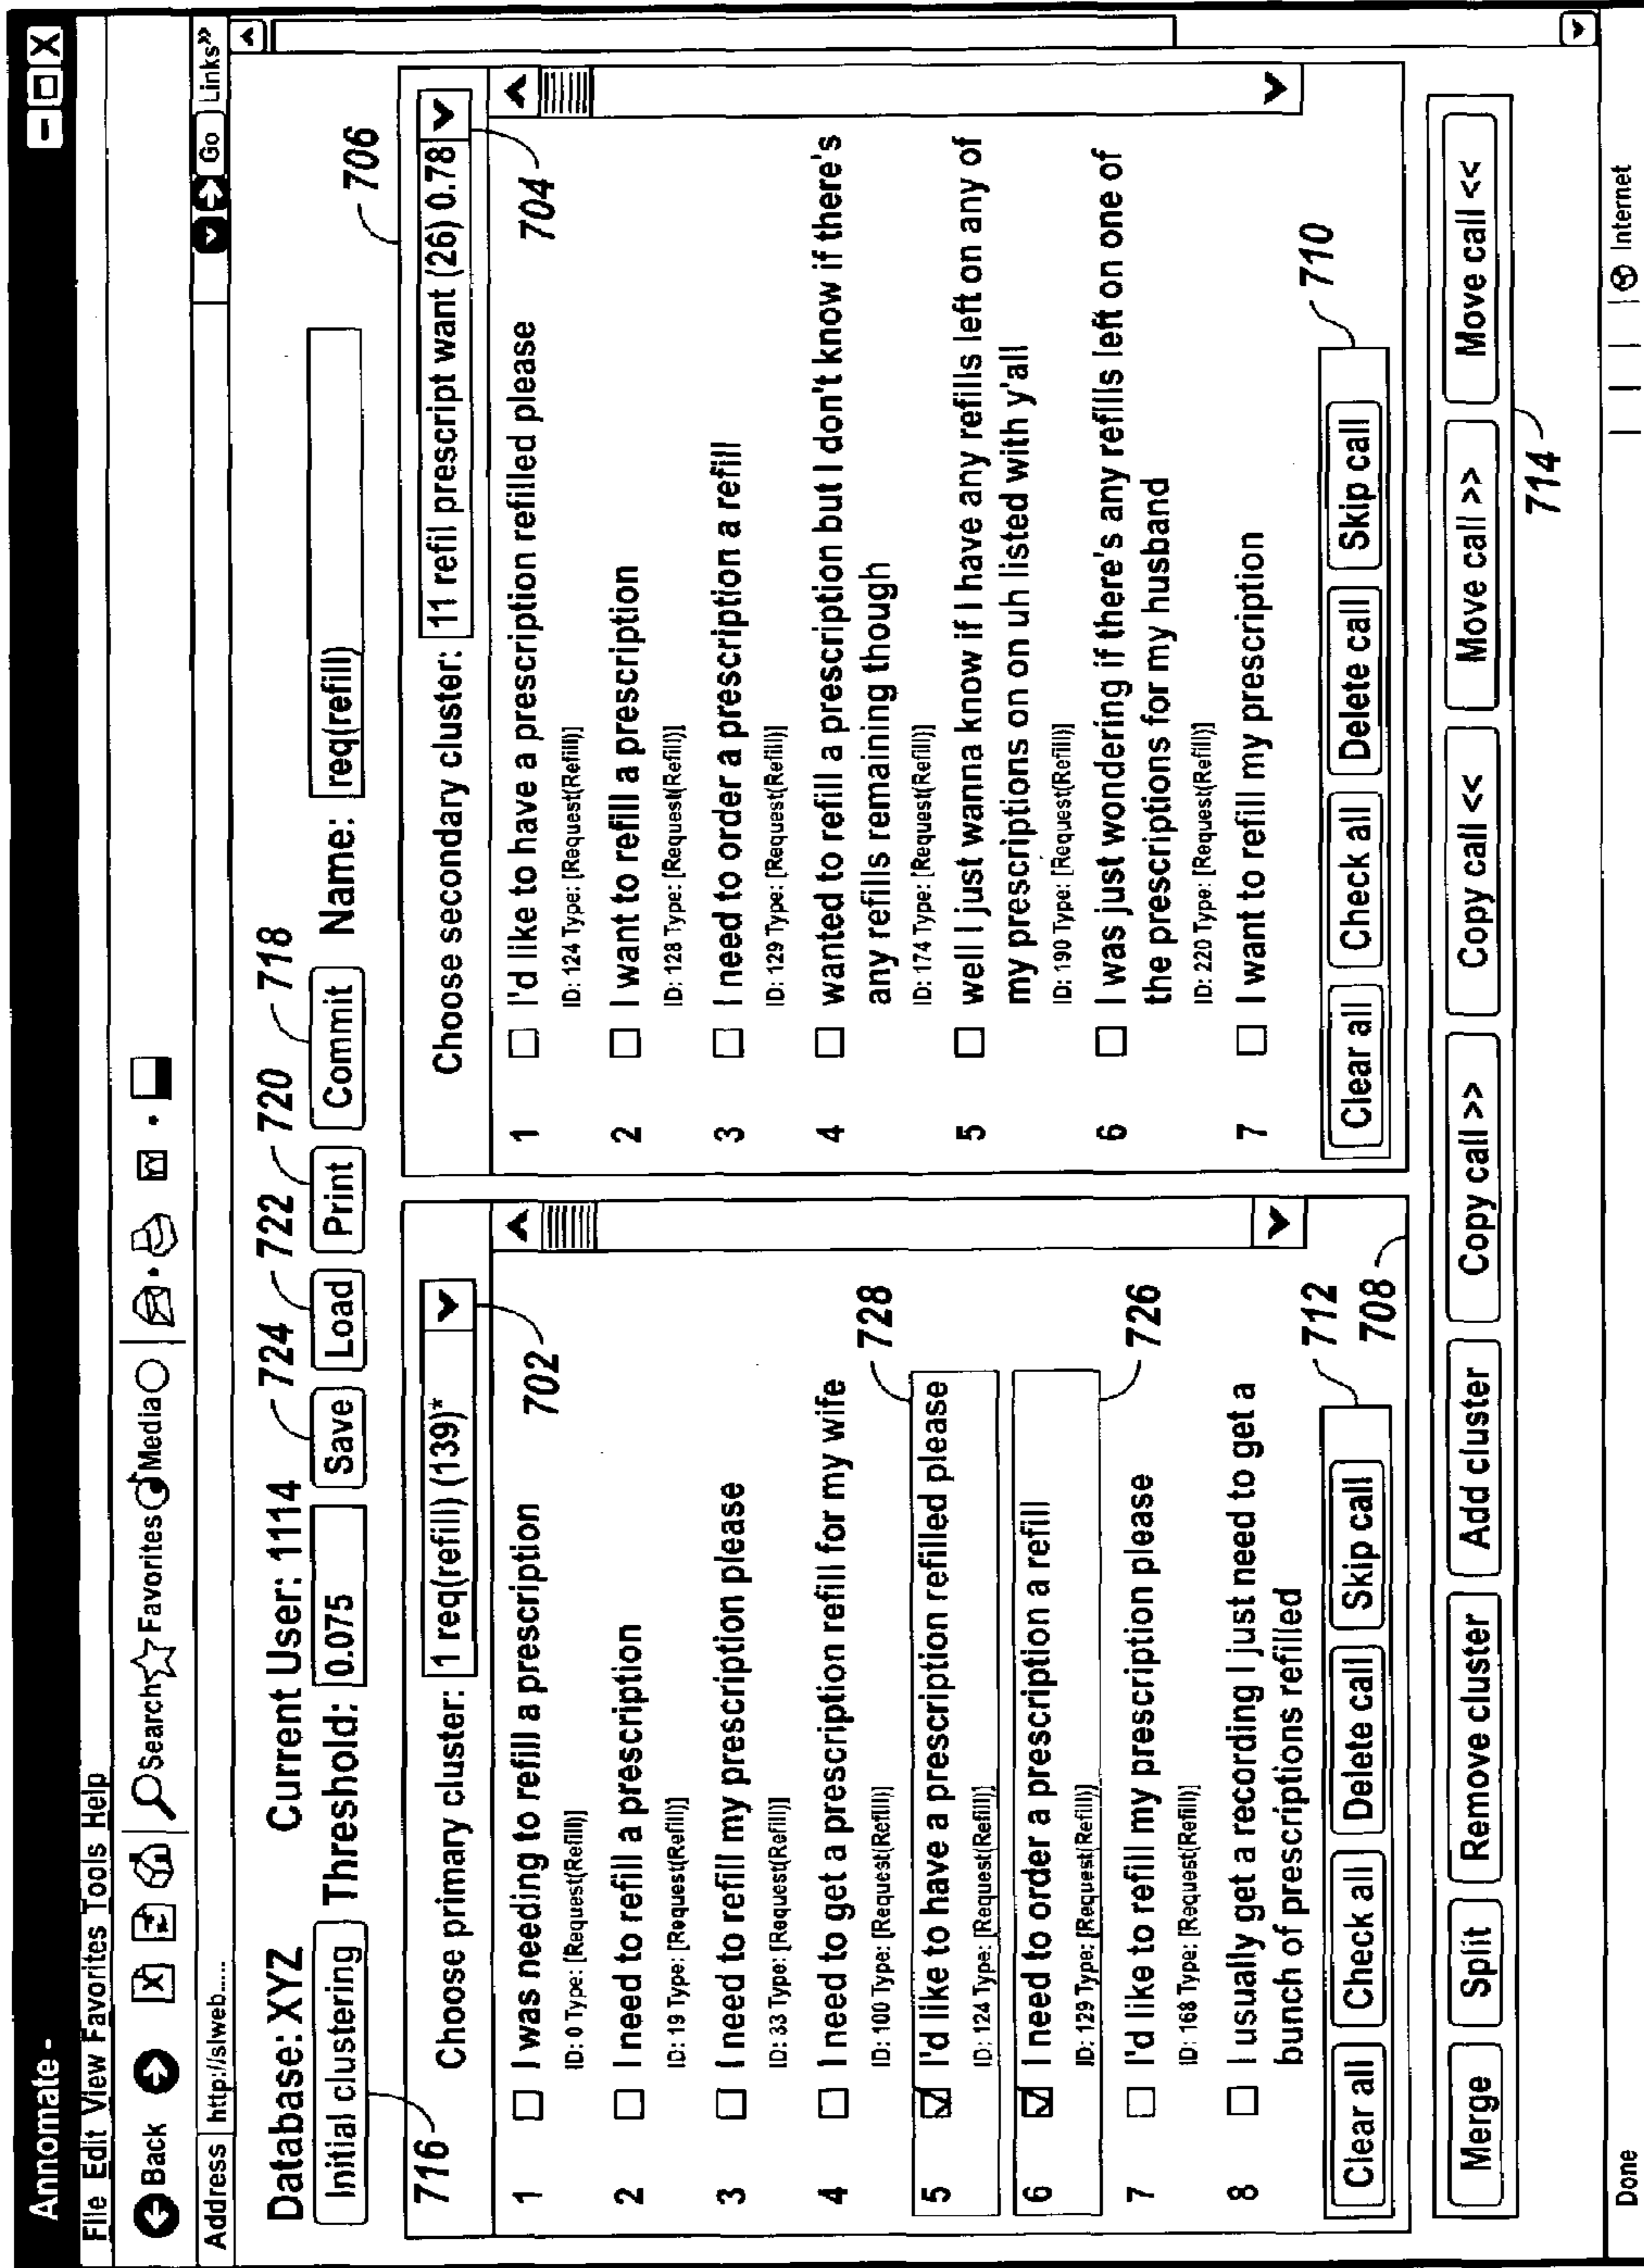 Annomate -
File Edit View Favorites Tools Help
Back Search Favorites Media
Address http://slweb..... Go Links»
Database: XYZ Current User: 1114 724 722 720 718
Initial clustering Threshold: 0.075 Save Load Print Commit Name: req(refill)
716 706
Choose primary cluster: 1 req(refill) (139)*
702
1 I was needing to refill a prescription
ID: 0 Type: [Request(Refill)]
2 I need to refill a prescription
ID: 19 Type: [Request(Refill)]
3 I need to refill my prescription please
ID: 33 Type: [Request(Refill)]
4 I need to get a prescription refill for my wife
ID: 100 Type: [Request(Refill)]
728
5 I'd like to have a prescription refilled please
ID: 124 Type: [Request(Refill)]
6 I need to order a prescription a refill
ID: 129 Type: [Request(Refill)]
726
7 I'd like to refill my prescription please
ID: 168 Type: [Request(Refill)]
8 I usually get a recording I just need to get a
bunch of prescriptions refilled
712
Clear all Check all Delete call Skip call
708
Choose secondary cluster: 11 refil prescript want (26) 0.78
704
1 I'd like to have a prescription refilled please
ID: 124 Type: [Request(Refill)]
2 I want to refill a prescription
ID: 128 Type: [Request(Refill)]
3 I need to order a prescription a refill
ID: 129 Type: [Request(Refill)]
4 wanted to refill a prescription but I don't know if there's
any refills remaining though
ID: 174 Type: [Request(Refill)]
5 well I just wanna know if I have any refills left on any of
my prescriptions on on uh listed with y'all
ID: 190 Type: [Request(Refill)]
6 I was just wondering if there's any refills left on one of
the prescriptions for my husband
ID: 220 Type: [Request(Refill)]
7 I want to refill my prescription
710
Clear all Check all Delete call Skip call
Merge Split Remove cluster Add cluster Copy call >> Copy call << Move call >> Move call <<
714
Done Internet